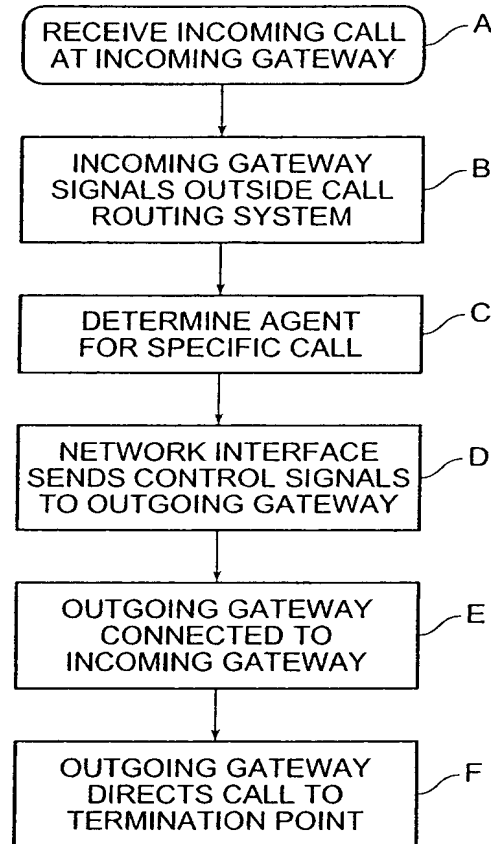 RECEIVE INCOMING CALL
AT INCOMING GATEWAY
A
INCOMING GATEWAY
SIGNALS OUTSIDE CALL
ROUTING SYSTEM
B
DETERMINE AGENT
FOR SPECIFIC CALL
C
NETWORK INTERFACE
SENDS CONTROL SIGNALS
TO OUTGOING GATEWAY
D
OUTGOING GATEWAY
CONNECTED TO
INCOMING GATEWAY
E
OUTGOING GATEWAY
DIRECTS CALL TO
TERMINATION POINT
F